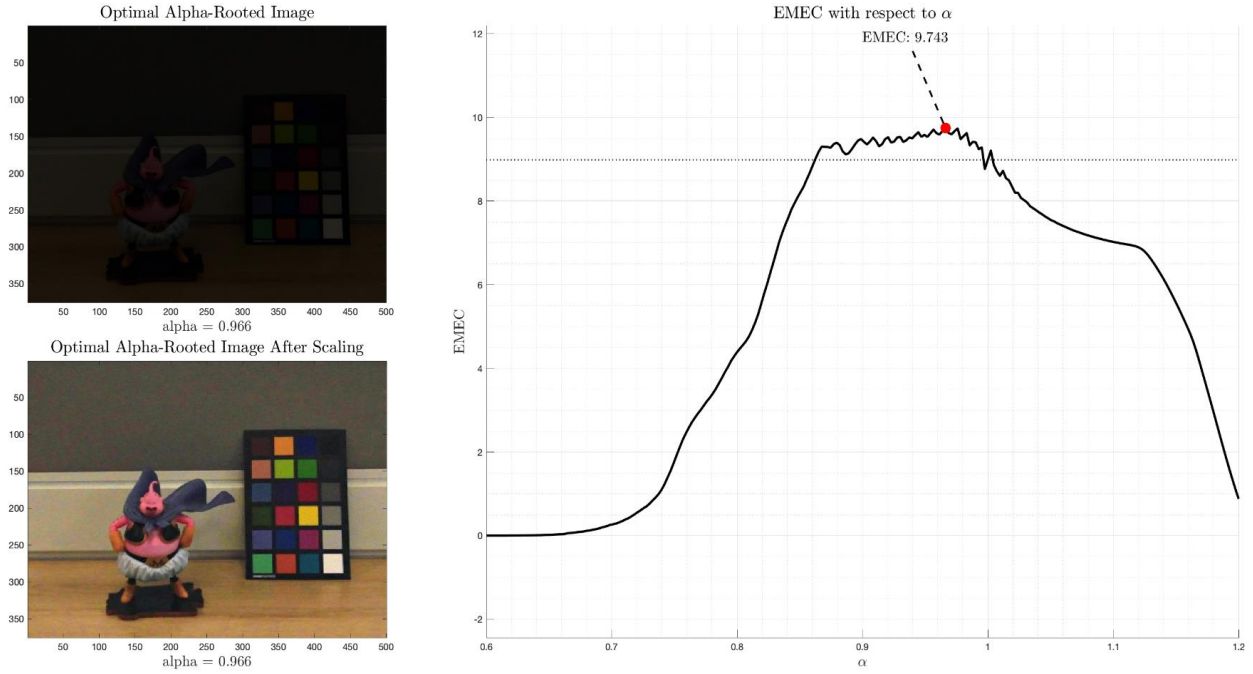 Optimal Alpha-Rooted Image
50
100
150
200
250
300
350
50 100 150 200 250 300 350 400 450 500
alpha = 0.966
Optimal Alpha-Rooted Image After Scaling
50
100
150
200
250
300
350
50 100 150 200 250 300 350 400 450 500
alpha = 0.966
EMEC with respect to α
EMEC: 9.743
12
10
8
6
4
2
0
-2
EMEC
0.6 0.7 0.8 0.9 1 1.1 1.2
α